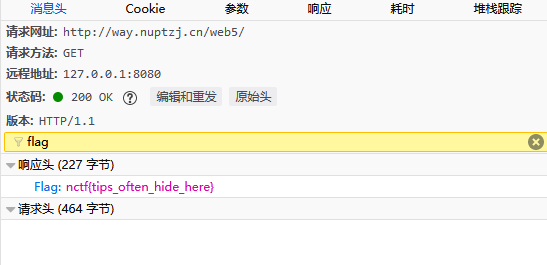 消息头 Cookie 参数 响应 耗时 堆栈跟踪
请求网址: http://way.nuptzj.cn/web5/
请求方法: GET
远程地址: 127.0.0.1:8080
状态码: 200 OK ? 编辑和重发 原始头
版本: HTTP/1.1
flag
响应头 (227 字节)
Flag: nctf{tips_often_hide_here}
请求头 (464 字节)